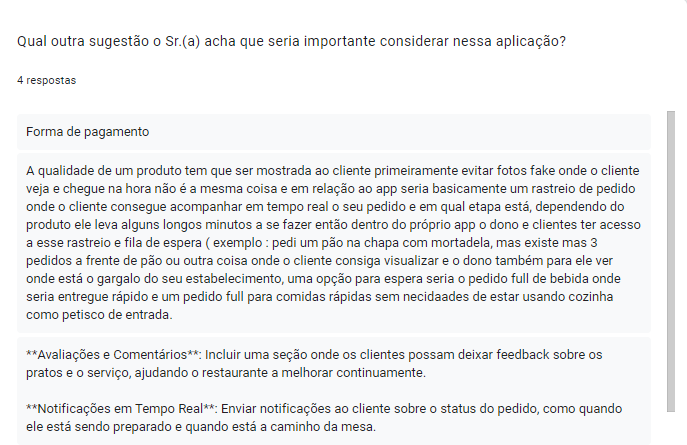 Qual outra sugestão o Sr.(a) acha que seria importante considerar nessa aplicação?
4 respostas
Forma de pagamento
A qualidade de um produto tem que ser mostrada ao cliente primeiramente evitar fotos fake onde o cliente
veja e chegue na hora não é a mesma coisa e em relação ao app seria basicamente um rastreio de pedido
onde o cliente consegue acompanhar em tempo real o seu pedido e em qual etapa está, dependendo do
produto ele leva alguns longos minutos a se fazer então dentro do próprio app o dono e clientes ter acesso
a esse rastreio e fila de espera ( exemplo : pedi um pão na chapa com mortadela, mas existe mas 3
pedidos a frente de pão ou outra coisa onde o cliente consiga visualizar e o dono também para ele ver
onde está o gargalo do seu estabelecimento, uma opção para espera seria o pedido full de bebida onde
seria entregue rápido e um pedido full para comidas rápidas sem necidaades de estar usando cozinha
como petisco de entrada.
**Avaliações e Comentários**: Incluir uma seção onde os clientes possam deixar feedback sobre os
pratos e o serviço, ajudando o restaurante a melhorar continuamente.
**Notificações em Tempo Real**: Enviar notificações ao cliente sobre o status do pedido, como quando
ele está sendo preparado e quando está a caminho da mesa.